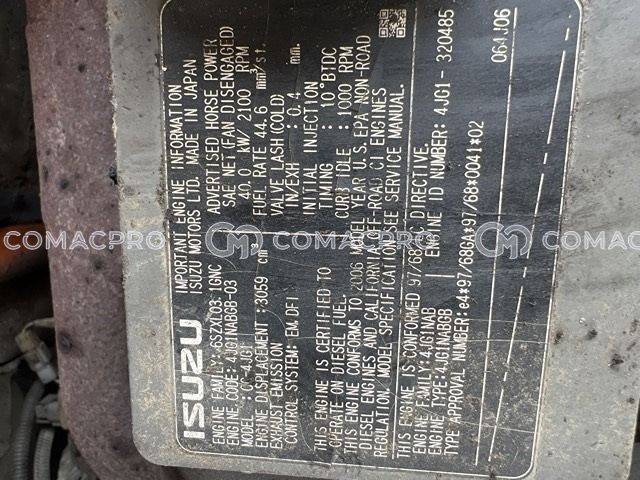 ISUZU
IMPORTANT ENGINE INFORMATION
ISUZU MOTORS LTD. MADE IN JAPAN
ENGINE FAMILY: 6SZXL03. 1GNC
ENGINE CODE: 4JG1NABGB-03
MODEL: CC-4JG1
ENGINE DISPLACEMENT: 3059 cm³
EXHAUST EMISSION
CONTROL SYSTEM: EM, DFI
ADVERTISED HORSE POWER
SAE NET (FAN DISENGAGED)
40.0 kW/ 2100 RPM
FUEL RATE 44.6 mm³/st.
VALVE LASH (COLD)
IN/EXH : 0.4 mm.
INITIAL INJECTION
TIMING : 10°BTDC
CURB IDLE : 1000 RPM
THIS ENGINE IS CERTIFIED TO
OPERATE ON DIESEL FUEL.
THIS ENGINE CONFORMS TO 2006 MODEL YEAR U.S. EPA NON-ROAD
DIESEL ENGINES AND CALIFORNIA OFF-ROAD CI ENGINES
REGULATION. /MODEL SPECIFICATION: SEE SERVICE MANUAL.
THIS ENGINE IS CONFORMED 97/68/EC DIRECTIVE.
ENGINE FAMILY: 4JG1NAB
ENGINE ID NUMBER: 4JG1- 320485
ENGINE TYPE: 4JG1NABGB
TYPE APPROVAL NUMBER: e4*97/68GA*97/68*0041*02
064J06
COMACPRO
COMACPRO
COMACPRO